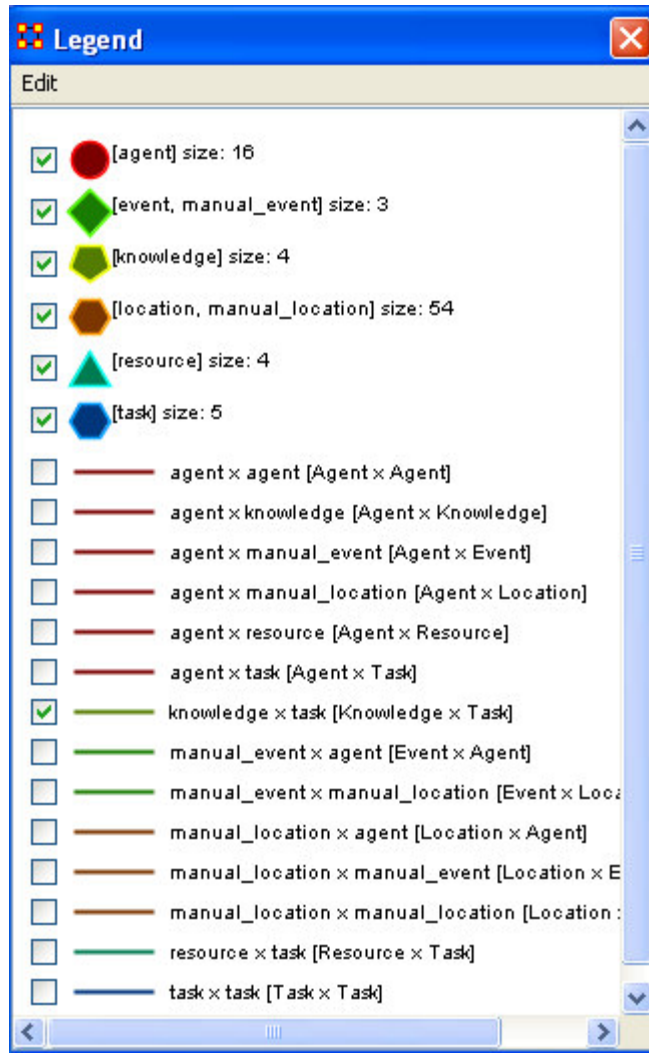 Legend
Edit
[agent] size: 16
[event, manual_event] size: 3
[knowledge] size: 4
[location, manual_location] size: 54
[resource] size: 4
[task] size: 5
agent x agent [Agent x Agent]
agent x knowledge [Agent x Knowledge]
agent x manual_event [Agent x Event]
agent x manual_location [Agent x Location]
agent x resource [Agent x Resource]
agent x task [Agent x Task]
knowledge x task [Knowledge x Task]
manual_event x agent [Event x Agent]
manual_event x manual_location [Event x Loca
manual_location x agent [Location x Agent]
manual_location x manual_event [Location x E
manual_location x manual_location [Location :
resource x task [Resource x Task]
task x task [Task x Task]